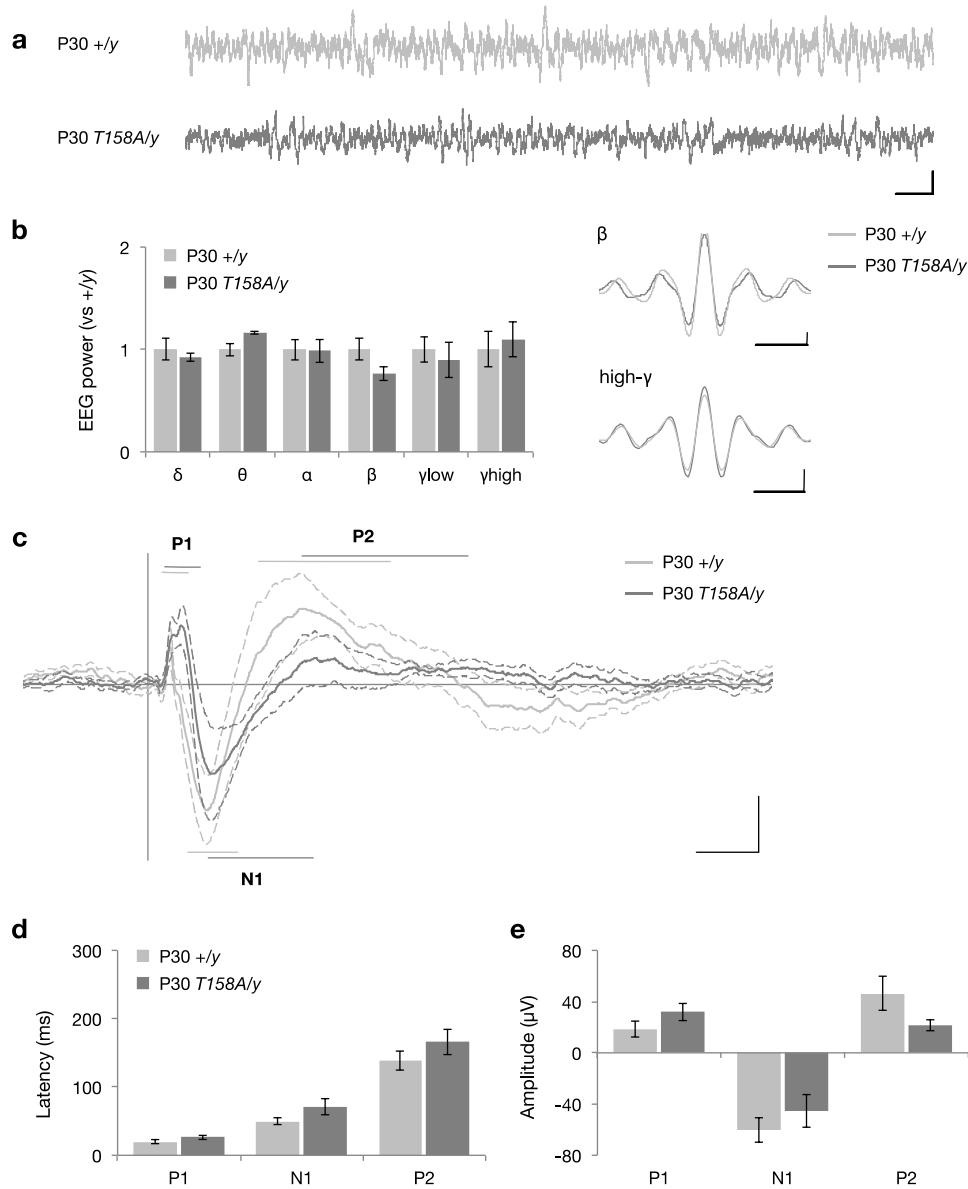 a
P30 +/y
P30 T158A/y
b
P30 +/y
P30 T158A/y
EEG power (vs +/y)
2
1
0
δ θ α β γlow γhigh
β
P30 +/y
P30 T158A/y
high-γ
c
P1
P2
P30 +/y
P30 T158A/y
N1
d
P30 +/y
P30 T158A/y
Latency (ms)
300
200
100
0
P1 N1 P2
e
Amplitude (μV)
80
40
0
-40
-80
P1 N1 P2